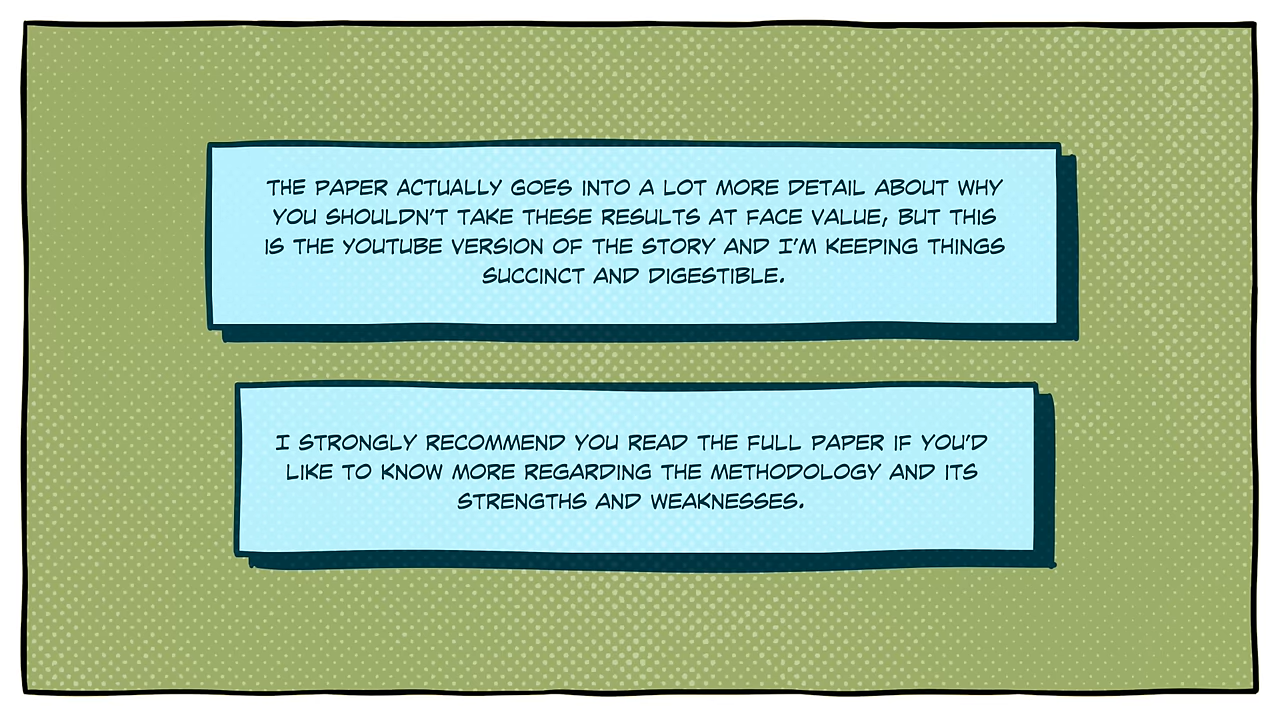 THE PAPER ACTUALLY GOES INTO A LOT MORE DETAIL ABOUT WHY
YOU SHOULDN'T TAKE THESE RESULTS AT FACE VALUE, BUT THIS
IS THE YOUTUBE VERSION OF THE STORY AND I'M KEEPING THINGS
SUCCINCT AND DIGESTIBLE.
I STRONGLY RECOMMEND YOU READ THE FULL PAPER IF YOU'D
LIKE TO KNOW MORE REGARDING THE METHODOLOGY AND ITS
STRENGTHS AND WEAKNESSES.